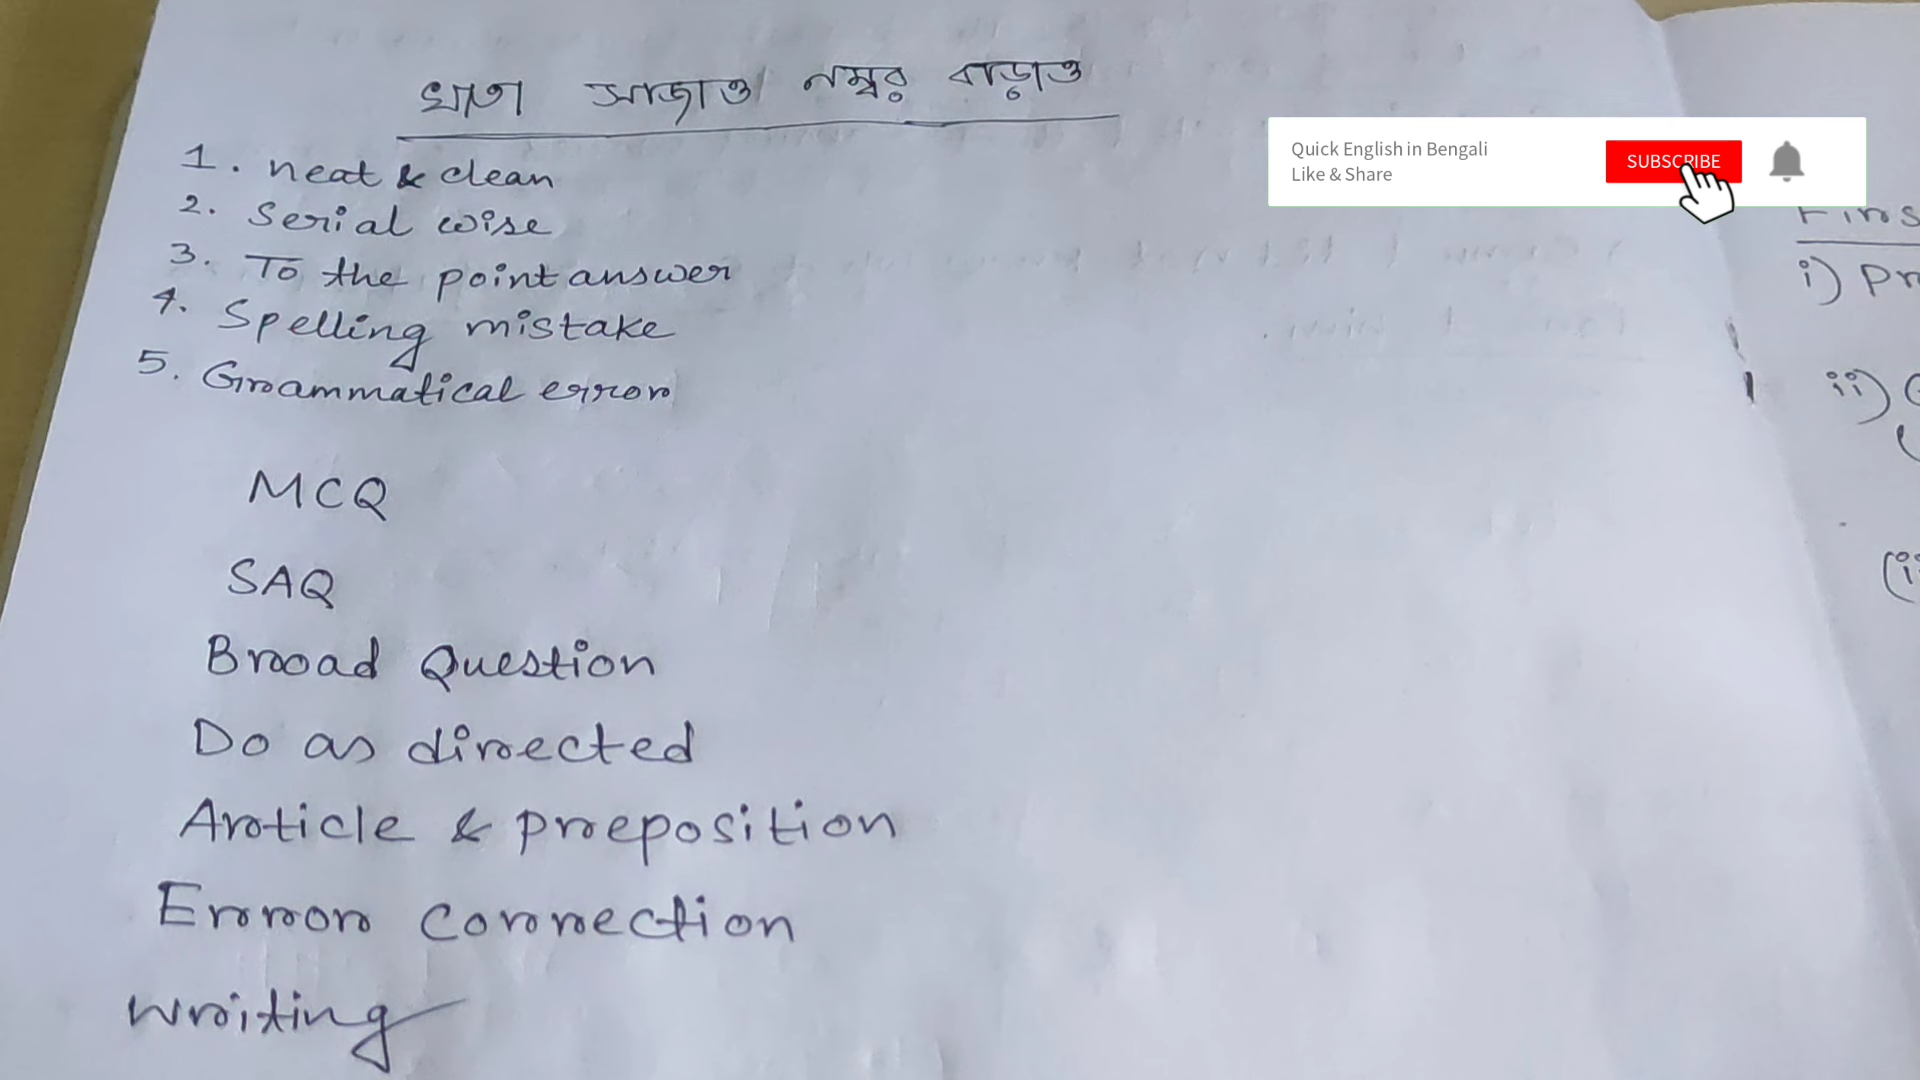 খাতা সাজাও নম্বর বাড়াও
1. neat & clean
2. Serial wise
3. To the point answer
4. Spelling mistake
5. Grammatical error
MCQ
SAQ
Broad Question
Do as directed
Article & preposition
Error correction
writing
Quick English in Bengali
Like & Share
SUBSCRIBE
i)
ii)